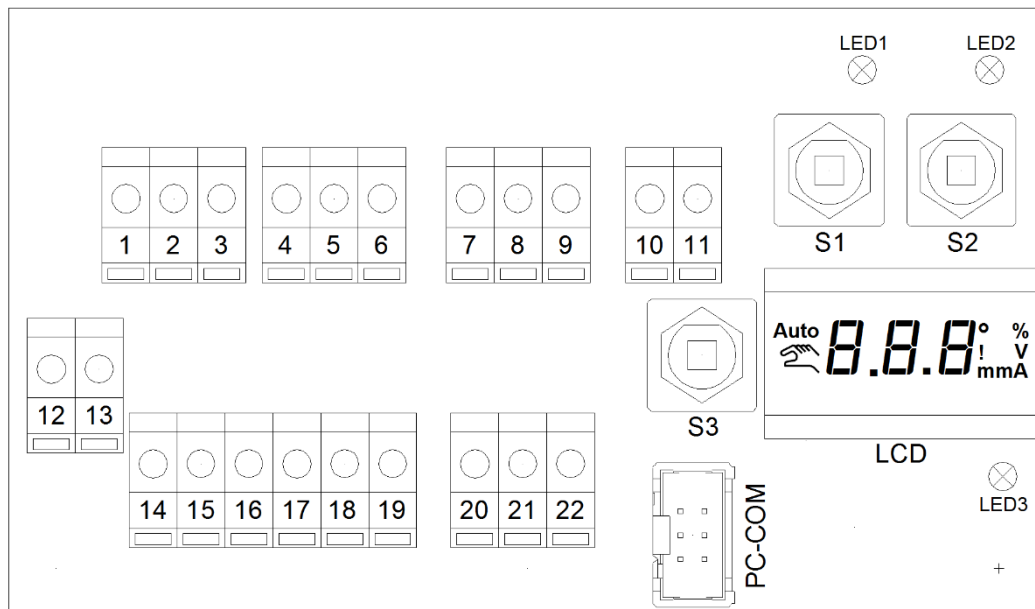 LED1 LED2
1 2 3 4 5 6 7 8 9 10 11
S1 S2
Auto 8.8.8 ° %
! V
mmA
12 13
S3
LCD
14 15 16 17 18 19 20 21 22
PC-COM
LED3